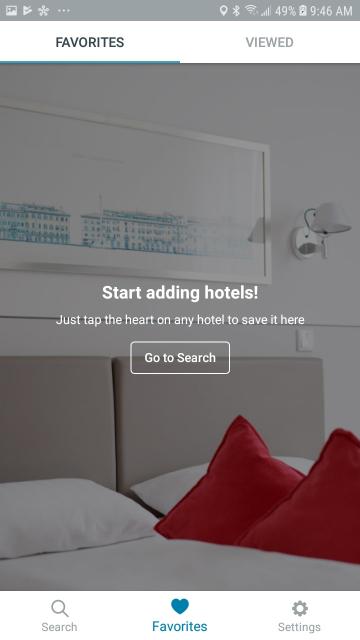 49% 9:46 AM
FAVORITES
VIEWED
Start adding hotels!
Just tap the heart on any hotel to save it here
Go to Search
Search
Favorites
Settings